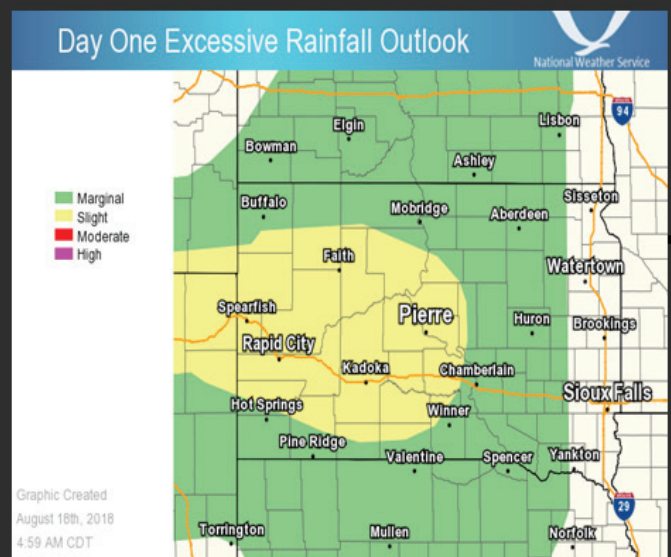 Day One Excessive Rainfall Outlook
National Weather Service
94
Lisbon
Elgin
Bowman
Ashley
Marginal
Slight
Moderate
High
Buffalo
Mobridge
Aberdeen
Sisseton
Faith
Watertown
Spearfish
Pierre
Huron
Brookings
Rapid City
Kadoka
Chamberlain
Sioux Falls
Hot Springs
Winner
Pine Ridge
Valentine
Spencer
Yankton
Graphic Created
August 18th, 2018
4:59 AM CDT
29
Torrington
Mullen
Norfolk